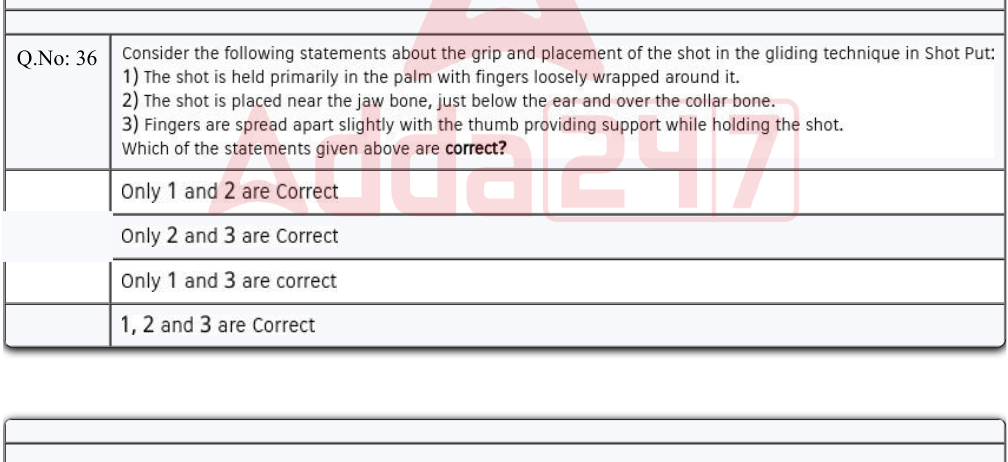 Q.No: 36
Consider the following statements about the grip and placement of the shot in the gliding technique in Shot Put:
1) The shot is held primarily in the palm with fingers loosely wrapped around it.
2) The shot is placed near the jaw bone, just below the ear and over the collar bone.
3) Fingers are spread apart slightly with the thumb providing support while holding the shot.
Which of the statements given above are correct?
Only 1 and 2 are Correct
Only 2 and 3 are Correct
Only 1 and 3 are correct
1, 2 and 3 are Correct
Adda247